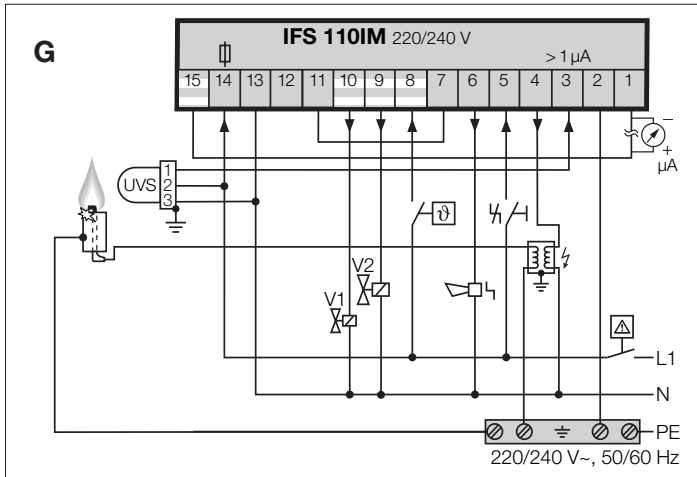 G
IFS 110IM 220/240 V
> 1 µA
15 14 13 12 11 10 9 8 7 6 5 4 3 2 1
−
+
µA
UVS
1
2
3
ϑ
V2
V1
L1
N
PE
220/240 V~, 50/60 Hz